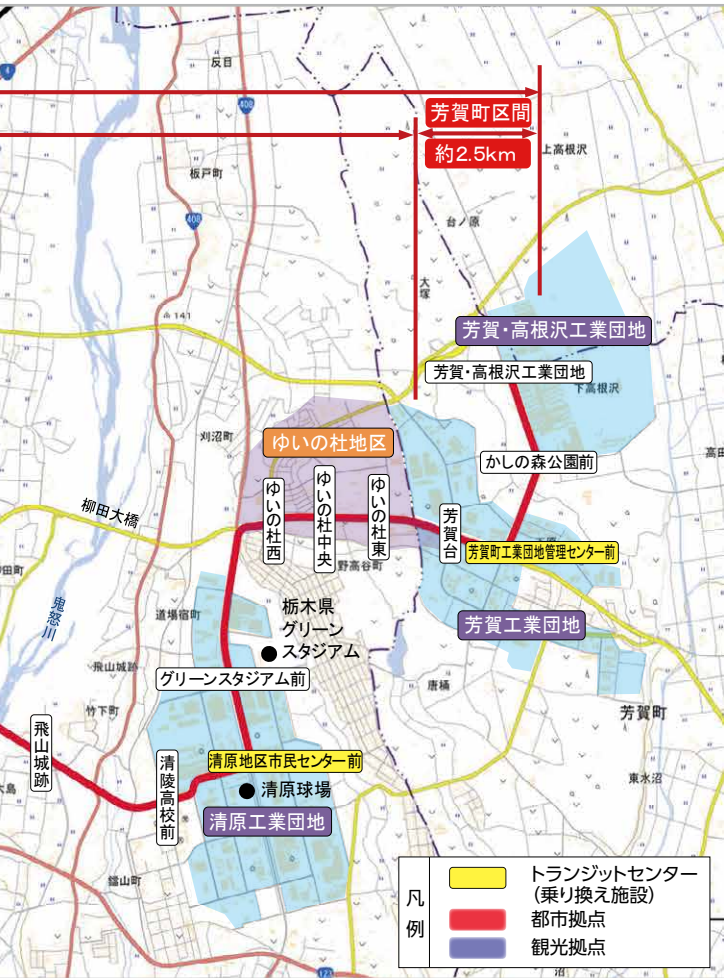 4
反目
408
芳賀町区間
約2.5km
上高根沢
板戸町
408
台ノ原
大塚
141
芳賀・高根沢工業団地
芳賀・高根沢工業団地
下高根沢
刈沼町
ゆいの杜地区
かしの森公園前
ゆいの杜西
ゆいの杜中央
ゆいの杜東
芳賀台
柳田大橋
芳賀町工業団地管理センター前
野高谷町
鬼怒川
道場宿町
栃木県
グリーン
スタジアム
芳賀工業団地
飛山城跡
グリーンスタジアム前
唐桶
竹下町
芳賀町
飛山城跡
清陵高校前
清原地区市民センター前
東水沼
清原球場
清原工業団地
鐺山町
凡例
トランジットセンター
(乗り換え施設)
都市拠点
観光拠点
123